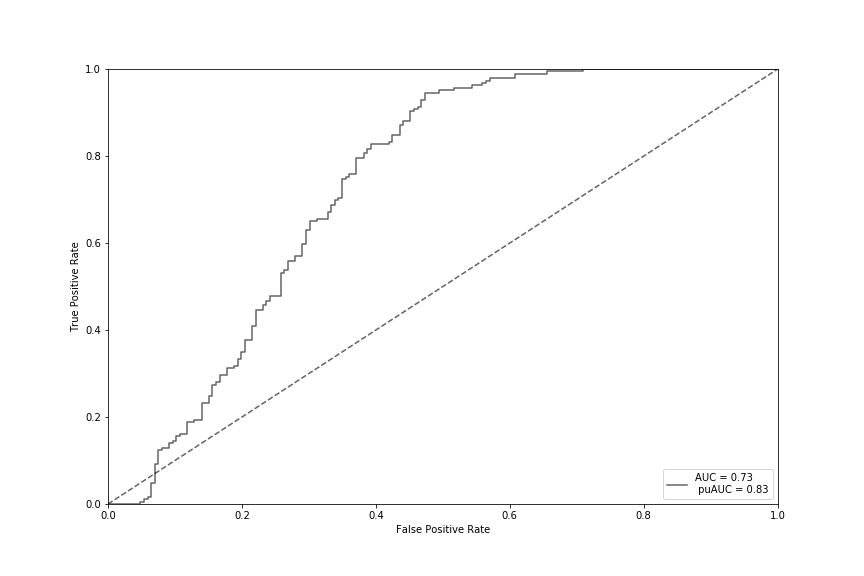 1.0
0.8
0.6
0.4
0.2
0.0
True Positive Rate
AUC = 0.73
puAUC = 0.83
0.0 0.2 0.4 0.6 0.8 1.0
False Positive Rate